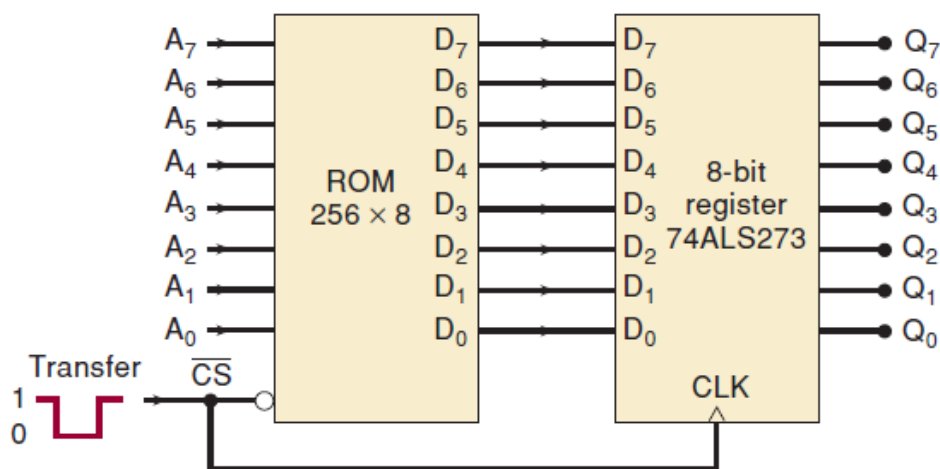 A7 D7 D7 Q7
A6 D6 D6 Q6
A5 D5 D5 Q5
A4 D4 D4 Q4
ROM
8-bit
A3 D3 D3 Q3
256 × 8
register
A2 D2 D2 Q2
74ALS273
A1 D1 D1 Q1
A0 D0 D0 Q0
Transfer
C̅S̅
CLK
1
0